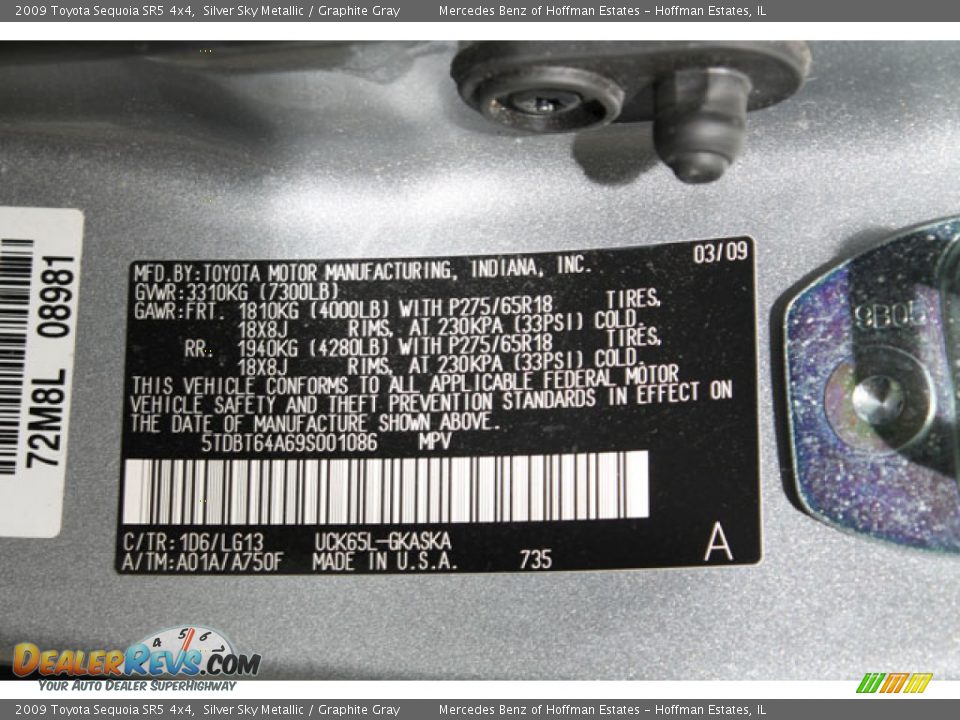 2009 Toyota Sequoia SR5 4x4, Silver Sky Metallic / Graphite Gray Mercedes Benz of Hoffman Estates - Hoffman Estates, IL
72M8L 08981
03/09
MFD.BY:TOYOTA MOTOR MANUFACTURING, INDIANA, INC.
GVWR:3310KG (7300LB)
GAWR:FRT. 1810KG (4000LB) WITH P275/65R18 TIRES,
18X8J RIMS, AT 230KPA (33PSI) COLD.
RR. 1940KG (4280LB) WITH P275/65R18 TIRES,
18X8J RIMS, AT 230KPA (33PSI) COLD.
THIS VEHICLE CONFORMS TO ALL APPLICABLE FEDERAL MOTOR
VEHICLE SAFETY AND THEFT PREVENTION STANDARDS IN EFFECT ON
THE DATE OF MANUFACTURE SHOWN ABOVE.
5TDBT64A69S001086 MPV
C/TR:1D6/LG13 UCK65L-GKASKA
A/TM:A01A/A750F MADE IN U.S.A. 735 A
4 5 6 7
DEALERREVS.COM
YOUR AUTO DEALER SUPERHIGHWAY
2009 Toyota Sequoia SR5 4x4, Silver Sky Metallic / Graphite Gray Mercedes Benz of Hoffman Estates - Hoffman Estates, IL